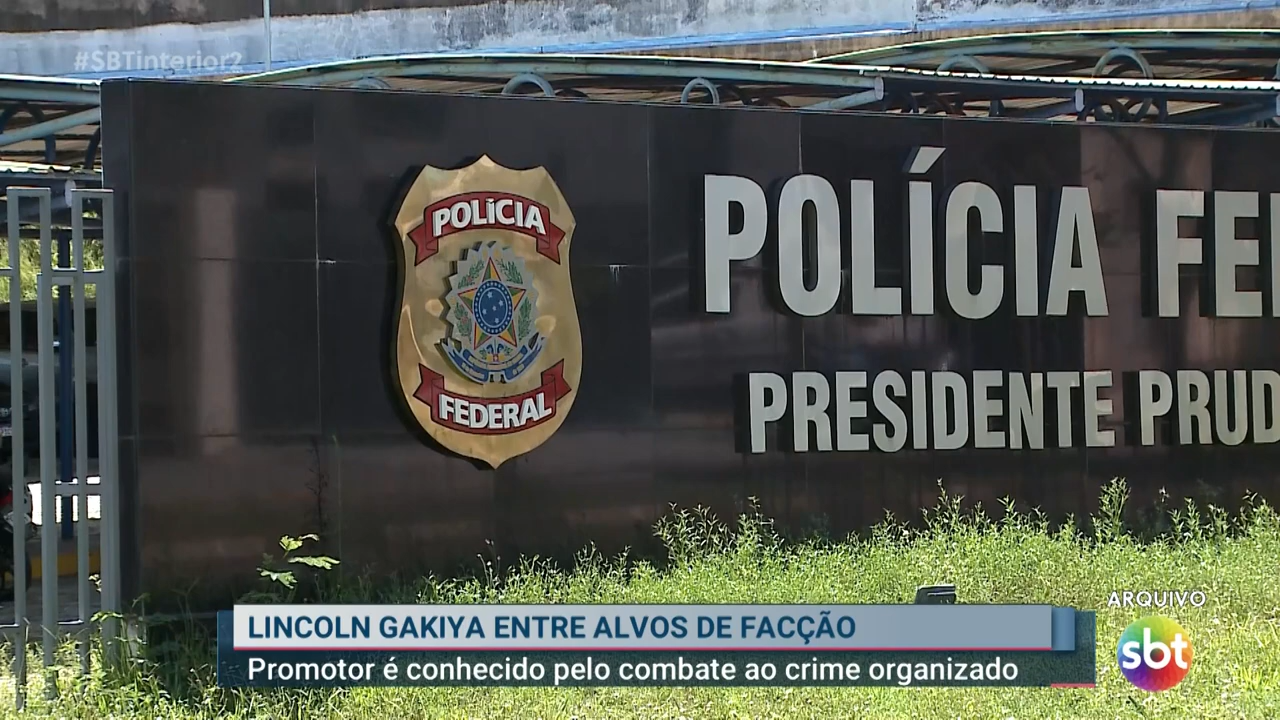 #SBTinterior2
POLÍCIA
FEDERAL
POLÍCIA FE
PRESIDENTE PRUD
ARQUIVO
sbt
LINCOLN GAKIYA ENTRE ALVOS DE FACÇÃO
Promotor é conhecido pelo combate ao crime organizado